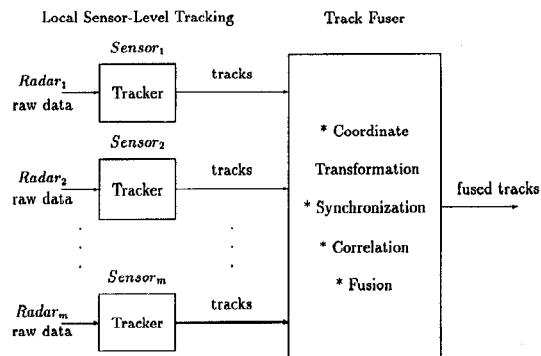 Local Sensor-Level Tracking
Track Fuser
Sensor₁
Radar₁
raw data
Tracker
tracks
Sensor₂
Radar₂
raw data
Tracker
tracks
Sensorₘ
Radarₘ
raw data
Tracker
tracks
* Coordinate
Transformation
* Synchronization
* Correlation
* Fusion
fused tracks